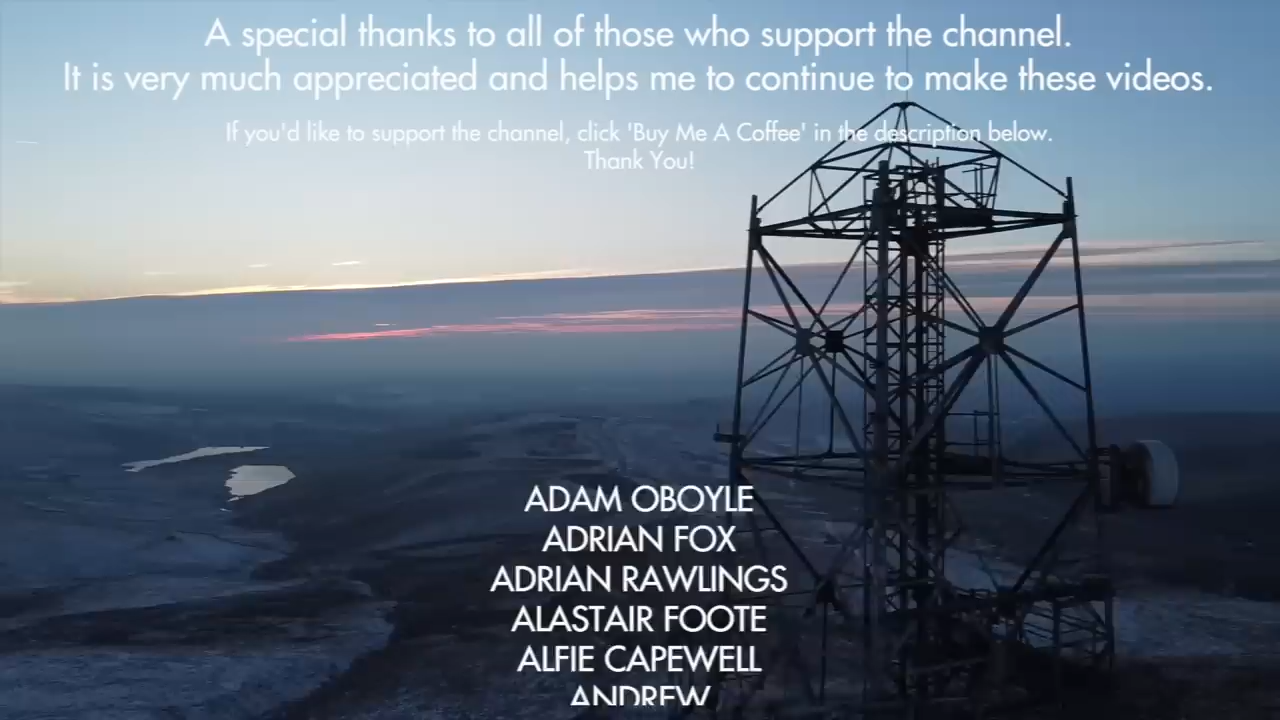 A special thanks to all of those who support the channel.
It is very much appreciated and helps me to continue to make these videos.
If you'd like to support the channel, click 'Buy Me A Coffee' in the description below.
Thank You!
ADAM OBOYLE
ADRIAN FOX
ADRIAN RAWLINGS
ALASTAIR FOOTE
ALFIE CAPEWELL
ANDREW